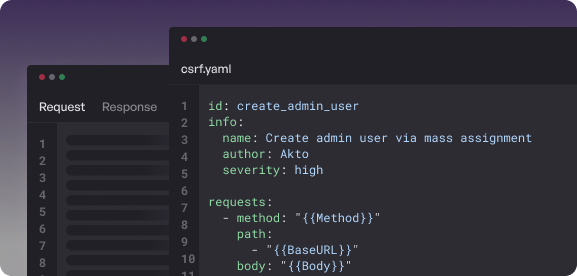 csrf.yaml
Request Response
1
2
3
4
5
6
7
8
1 id: create_admin_user
2 info:
3 name: Create admin user via mass assignment
4 author: Akto
5 severity: high
6
7 requests:
8 - method: "{{Method}}"
9 path:
10 - "{{BaseURL}}"
11 body: "{{Body}}"